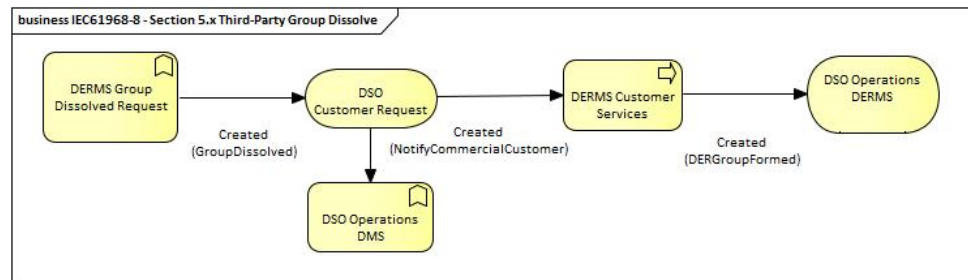 business IEC61968-8 - Section 5.x Third-Party Group Dissolve
DERMS Group
Dissolved Request
Created
(GroupDissolved)
DSO
Customer Request
Created
(NotifyCommercialCustomer)
DERMS Customer
Services
Created
(DERGroupFormed)
DSO Operations
DERMS
DSO Operations
DMS